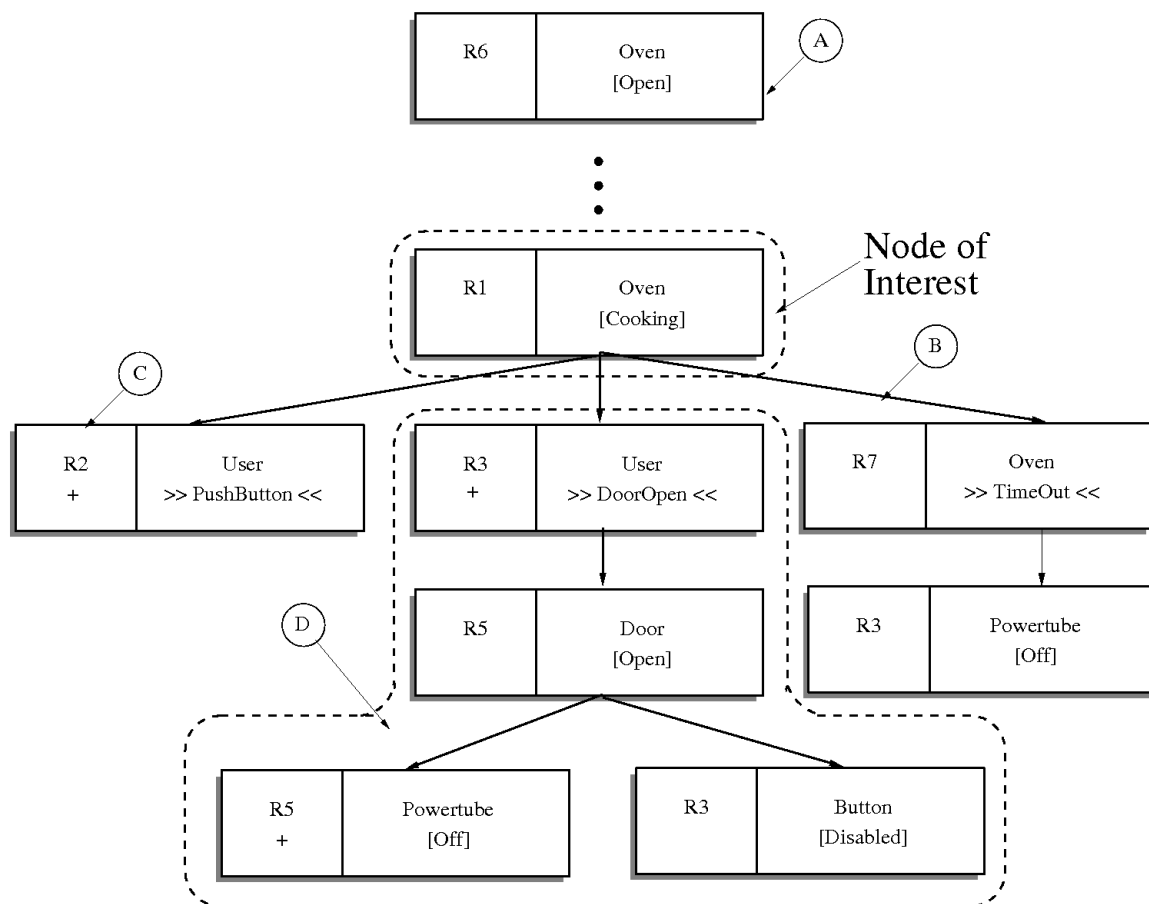 R6 Oven
[Open]
A
Node of
Interest
R1 Oven
[Cooking]
B
C
R2 User
+ >> PushButton <<
R3 User
+ >> DoorOpen <<
R7 Oven
>> TimeOut <<
D
R5 Door
[Open]
R3 Powertube
[Off]
R5 Powertube
+ [Off]
R3 Button
[Disabled]